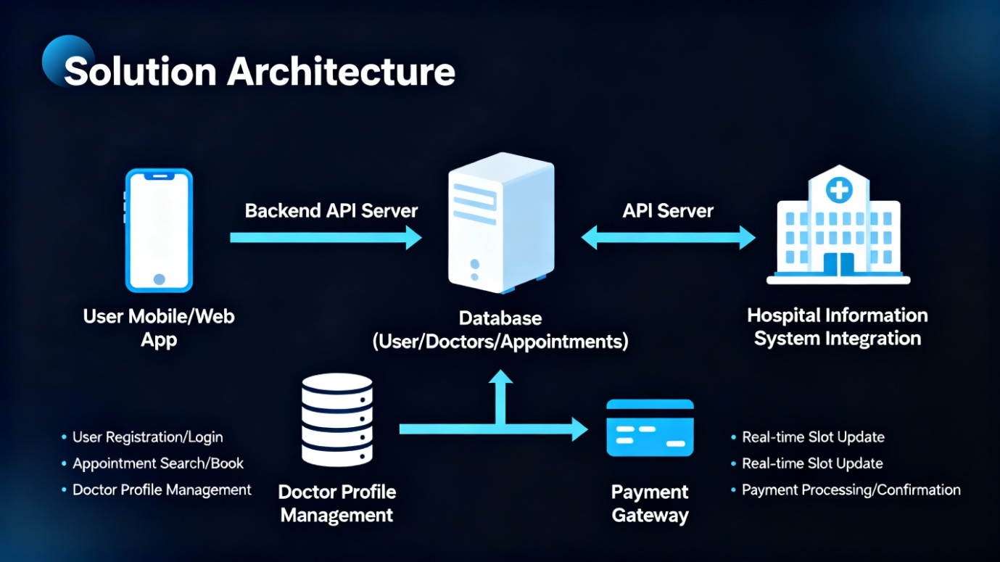 Solution Architecture
Backend API Server
API Server
User Mobile/Web
App
Database
(User/Doctors/Appointments)
Hospital Information
System Integration
• User Registration/Login
• Appointment Search/Book
• Doctor Profile Management
Doctor Profile
Management
Payment
Gateway
• Real-time Slot Update
• Real-time Slot Update
• Payment Processing/Confirmation